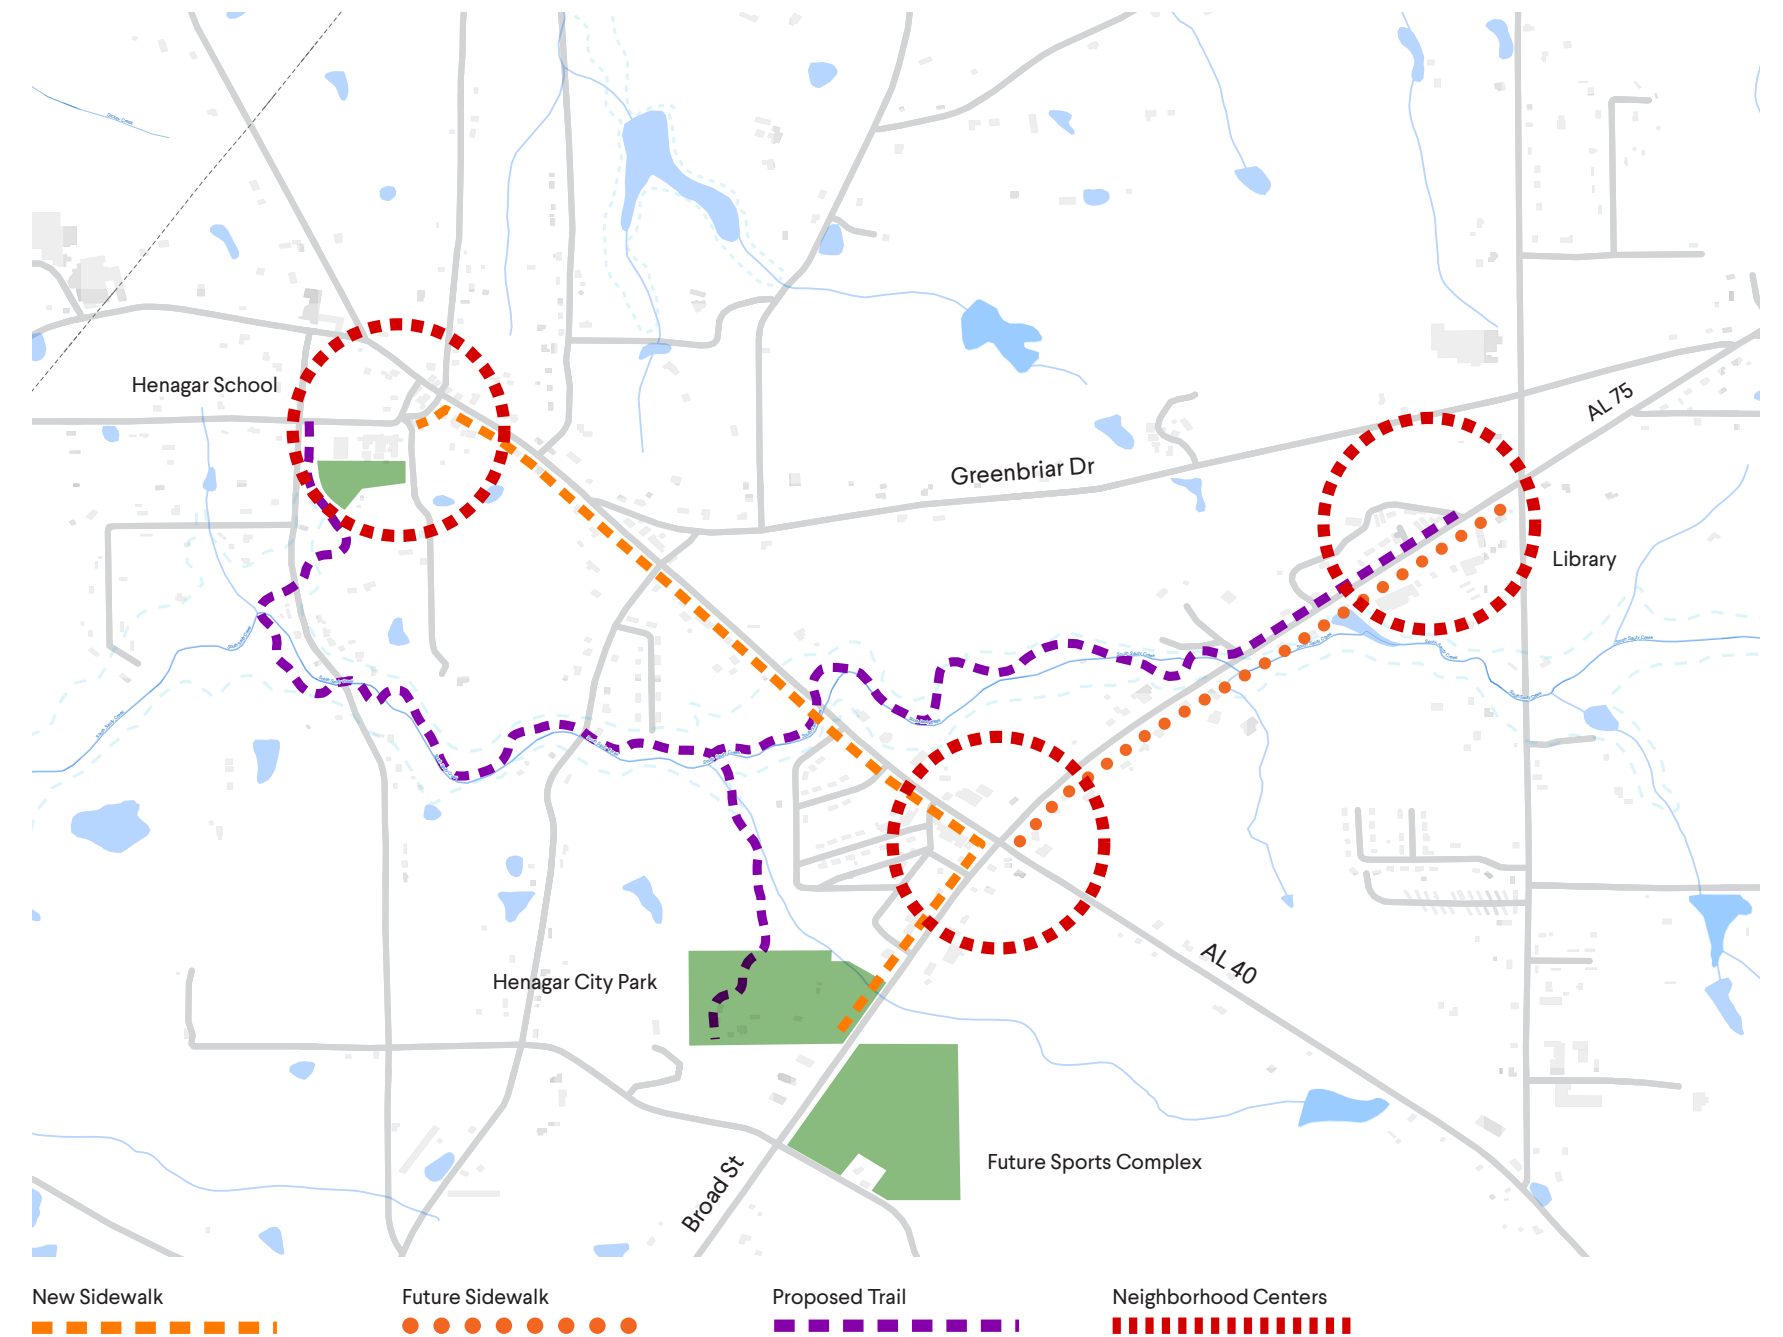 Henagar School
Greenbriar Dr
AL 75
Library
Henagar City Park
AL 40
Future Sports Complex
Broad St
New Sidewalk
Future Sidewalk
Proposed Trail
Neighborhood Centers